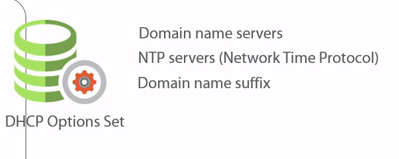 Domain name servers
NTP servers (Network Time Protocol)
Domain name suffix
DHCP Options Set